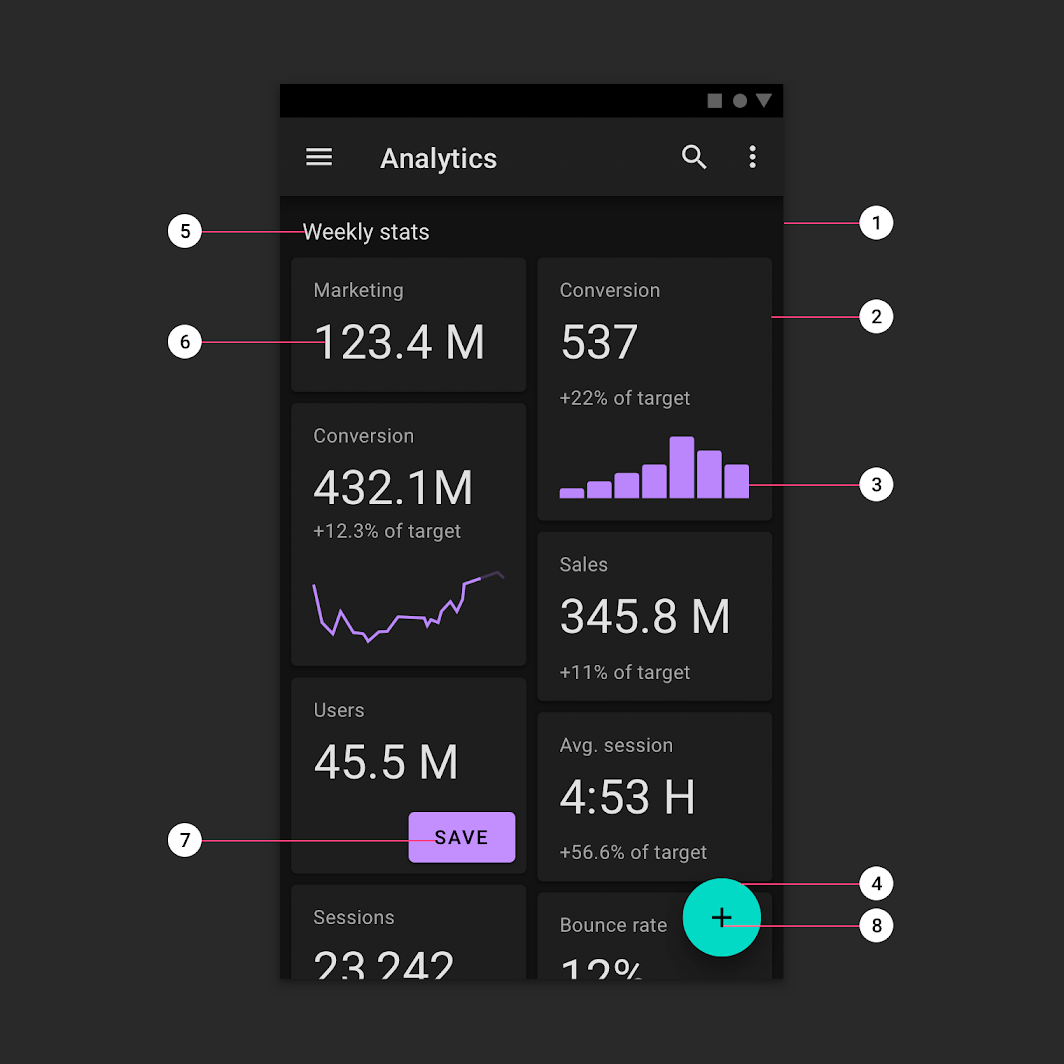 Analytics
Weekly stats
Marketing
123.4 M
Conversion
537
+22% of target
Conversion
432.1M
+12.3% of target
Sales
345.8 M
+11% of target
Users
45.5 M
SAVE
Avg. session
4:53 H
+56.6% of target
Sessions
23 242
Bounce rate
12%
+
5
6
7
1
2
3
4
8